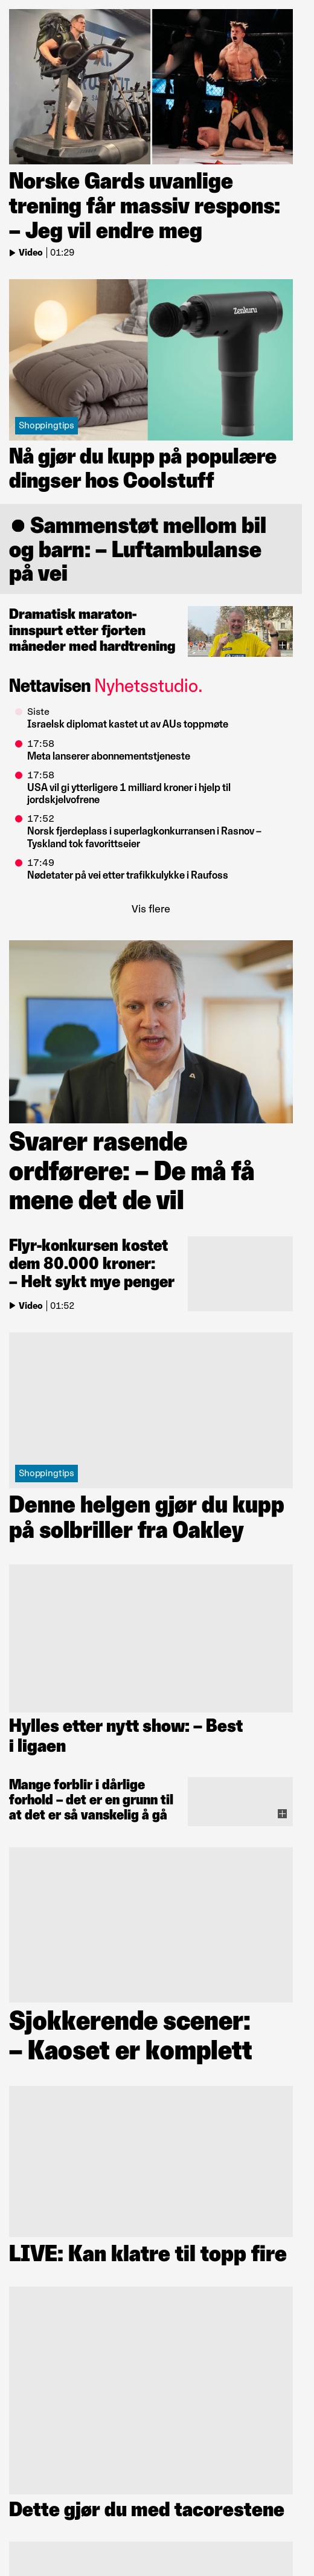 Norske Gards uvanlige
trening får massiv respons:
– Jeg vil endre meg
Video | 01:29
Zenkuru
Shoppingtips
Nå gjør du kupp på populære
dingser hos Coolstuff
● Sammenstøt mellom bil
og barn: – Luftambulanse
på vei
Dramatisk maraton-
innspurt etter fjorten
måneder med hardtrening
Nettavisen Nyhetsstudio.
Siste
Israelsk diplomat kastet ut av AUs toppmøte
17:58
Meta lanserer abonnementstjeneste
17:58
USA vil gi ytterligere 1 milliard kroner i hjelp til
jordskjelvofrene
17:52
Norsk fjerdeplass i superlagkonkurransen i Rasnov –
Tyskland tok favorittseier
17:49
Nødetater på vei etter trafikkulykke i Raufoss
Vis flere
Svarer rasende
ordførere: – De må få
mene det de vil
Flyr-konkursen kostet
dem 80.000 kroner:
– Helt sykt mye penger
Video | 01:52
Shoppingtips
Denne helgen gjør du kupp
på solbriller fra Oakley
Hylles etter nytt show: – Best
i ligaen
Mange forblir i dårlige
forhold – det er en grunn til
at det er så vanskelig å gå
Sjokkerende scener:
– Kaoset er komplett
LIVE: Kan klatre til topp fire
Dette gjør du med tacorestene